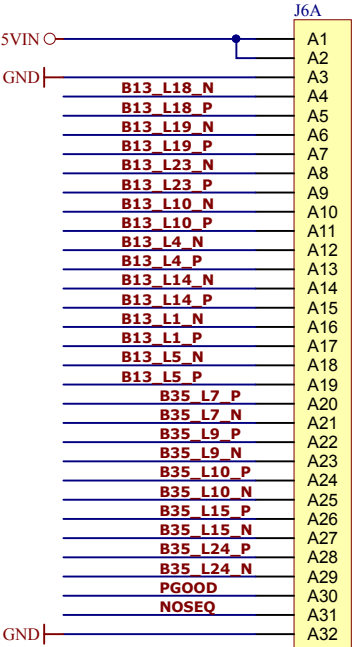 J6A
5VIN A1
A2
GND A3
B13_L18_N A4
B13_L18_P A5
B13_L19_N A6
B13_L19_P A7
B13_L23_N A8
B13_L23_P A9
B13_L10_N A10
B13_L10_P A11
B13_L4_N A12
B13_L4_P A13
B13_L14_N A14
B13_L14_P A15
B13_L1_N A16
B13_L1_P A17
B13_L5_N A18
B13_L5_P A19
B35_L7_P A20
B35_L7_N A21
B35_L9_P A22
B35_L9_N A23
B35_L10_P A24
B35_L10_N A25
B35_L15_P A26
B35_L15_N A27
B35_L24_P A28
B35_L24_N A29
PGOOD A30
NOSEQ A31
GND A32